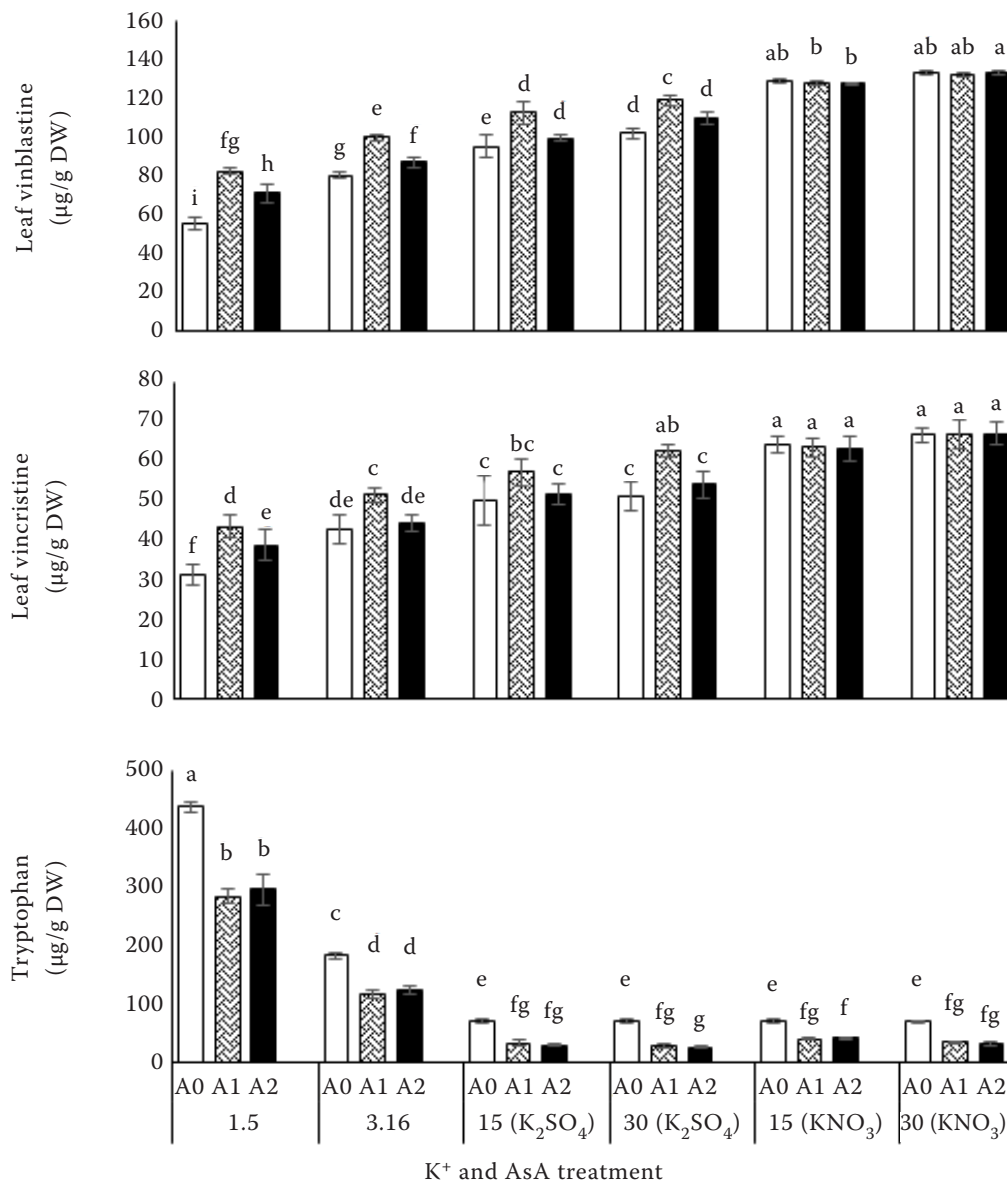 Leaf vinblastine
(µg/g DW)
160
140
120
100
80
60
40
20
0
i fg h g e f e d d d c d ab b b ab ab a
Leaf vincristine
(µg/g DW)
80
70
60
50
40
30
20
10
0
f d e de c de c bc c c ab c a a a a a a
Tryptophan
(µg/g DW)
500
400
300
200
100
0
a b b c d d e fg fg e fg g e fg f e fg fg
A0 A1 A2 A0 A1 A2 A0 A1 A2 A0 A1 A2 A0 A1 A2 A0 A1 A2
1.5 3.16 15 (K₂SO₄) 30 (K₂SO₄) 15 (KNO₃) 30 (KNO₃)
K⁺ and AsA treatment